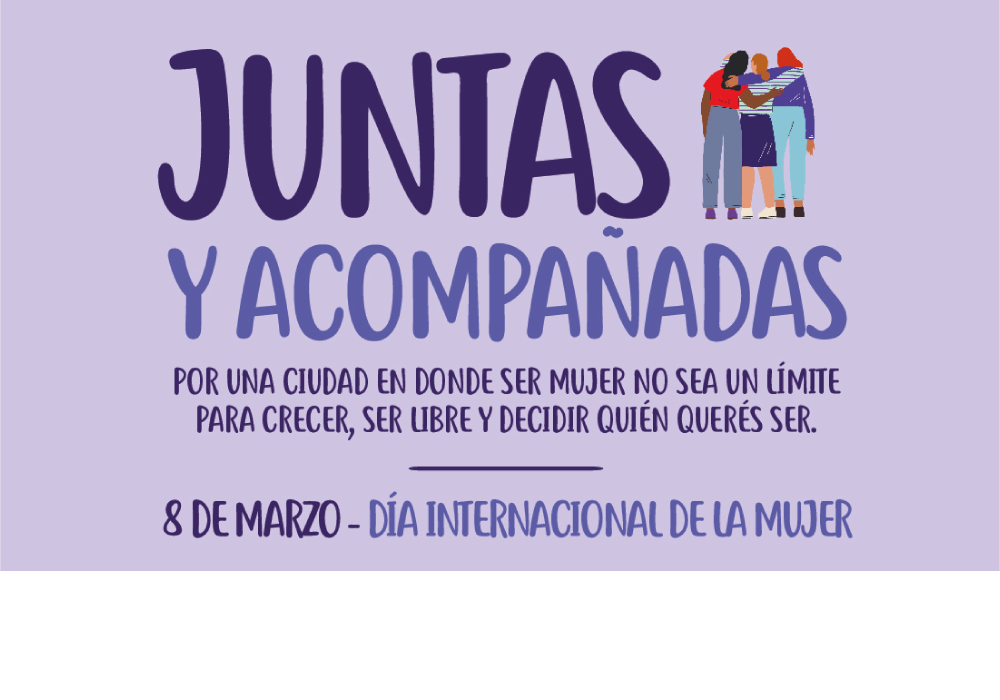 JUNTAS
Y ACOMPAÑADAS
POR UNA CIUDAD EN DONDE SER MUJER NO SEA UN LÍMITE
PARA CRECER, SER LIBRE Y DECIDIR QUIÉN QUERÉS SER.
8 DE MARZO - DÍA INTERNACIONAL DE LA MUJER